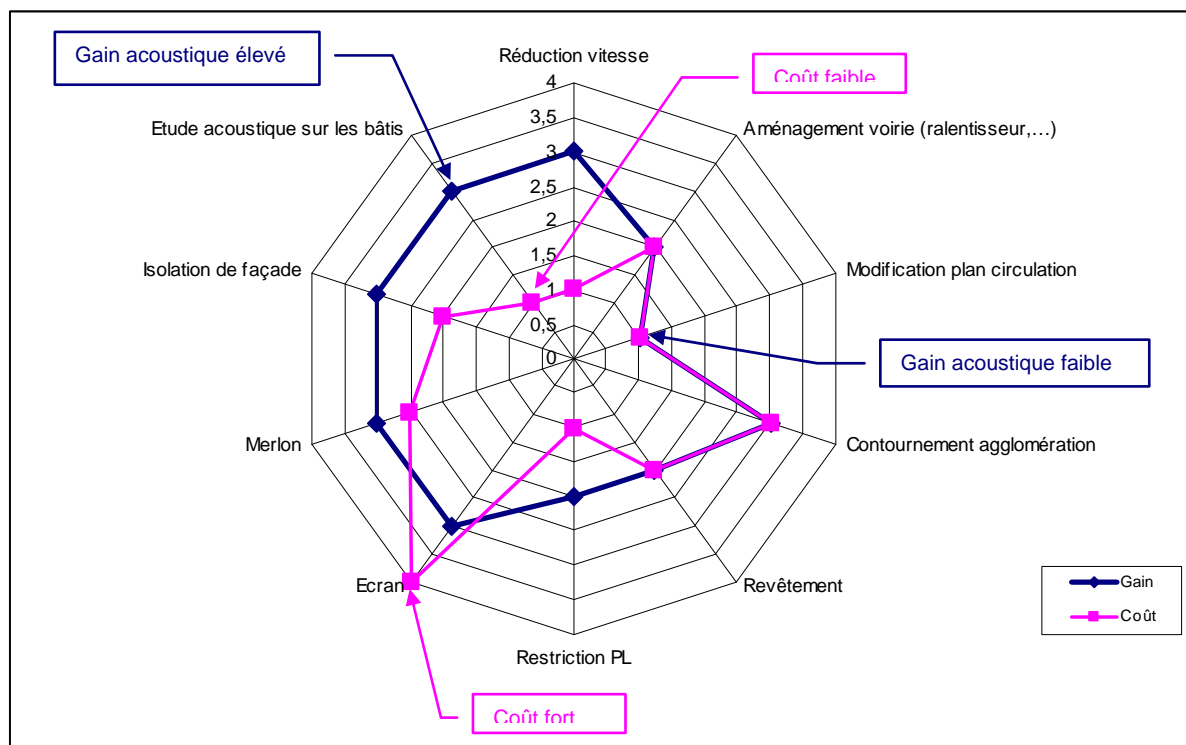 Gain acoustique élevé
Réduction vitesse
Coût faible
4
3,5
3
2,5
2
1,5
1
0,5
0
Etude acoustique sur les bâtis
Aménagement voirie (ralentisseur,…)
Isolation de façade
Modification plan circulation
Gain acoustique faible
Merlon
Contournement agglomération
Ecran
Revêtement
Restriction PL
Gain
Coût
Coût fort